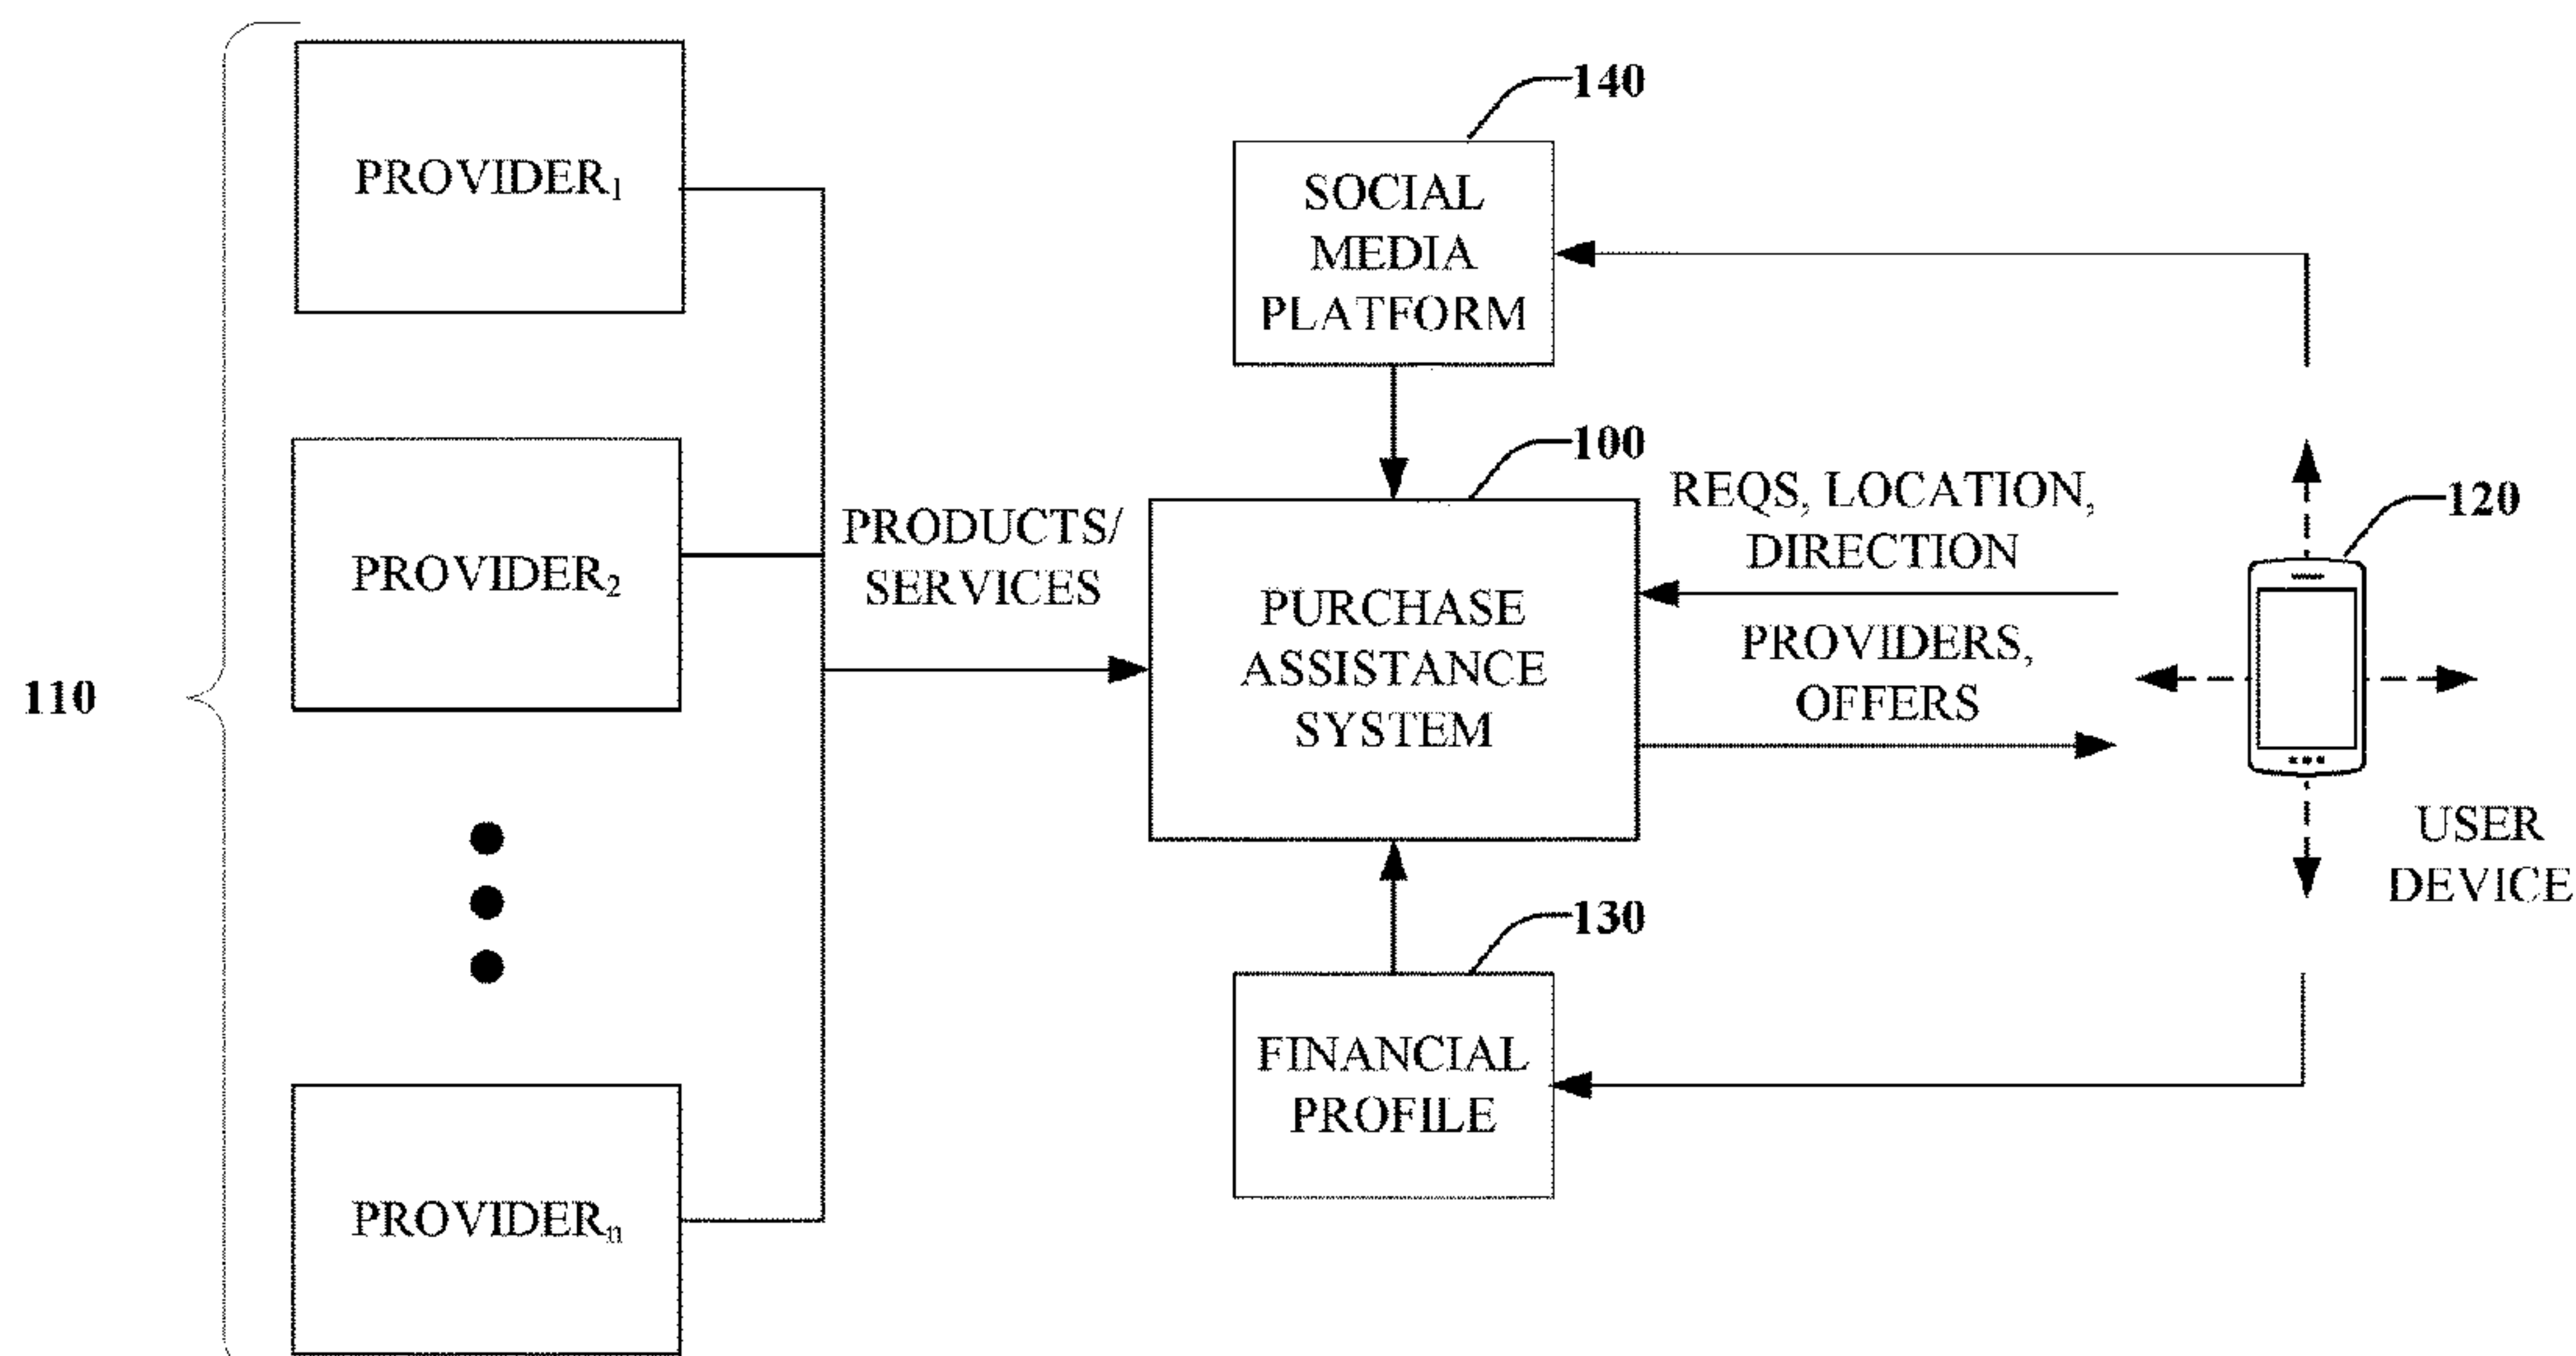 110
PROVIDER1
PROVIDER2
PROVIDERn
PRODUCTS/
SERVICES
140
SOCIAL
MEDIA
PLATFORM
100
PURCHASE
ASSISTANCE
SYSTEM
130
FINANCIAL
PROFILE
REQS, LOCATION,
DIRECTION
PROVIDERS,
OFFERS
120
USER
DEVICE